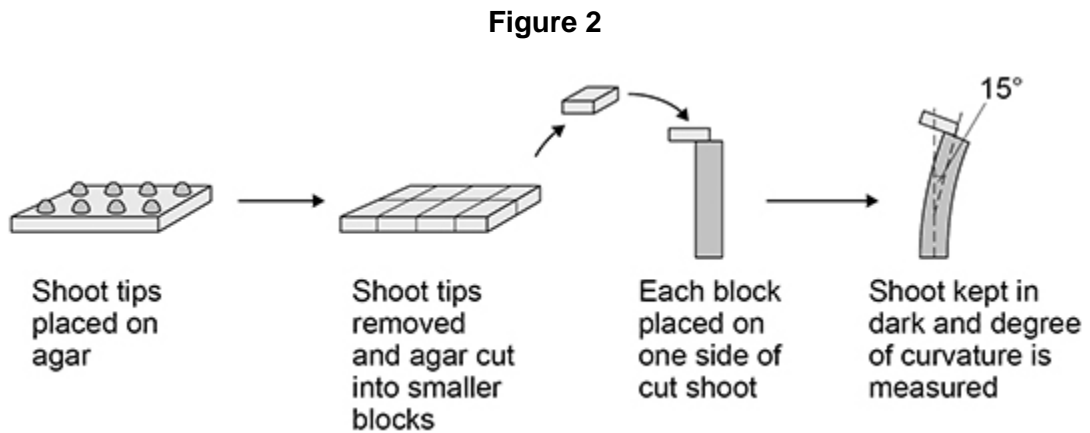 Figure 2
15°
Shoot tips
placed on
agar
Shoot tips
removed
and agar cut
into smaller
blocks
Each block
placed on
one side of
cut shoot
Shoot kept in
dark and degree
of curvature is
measured